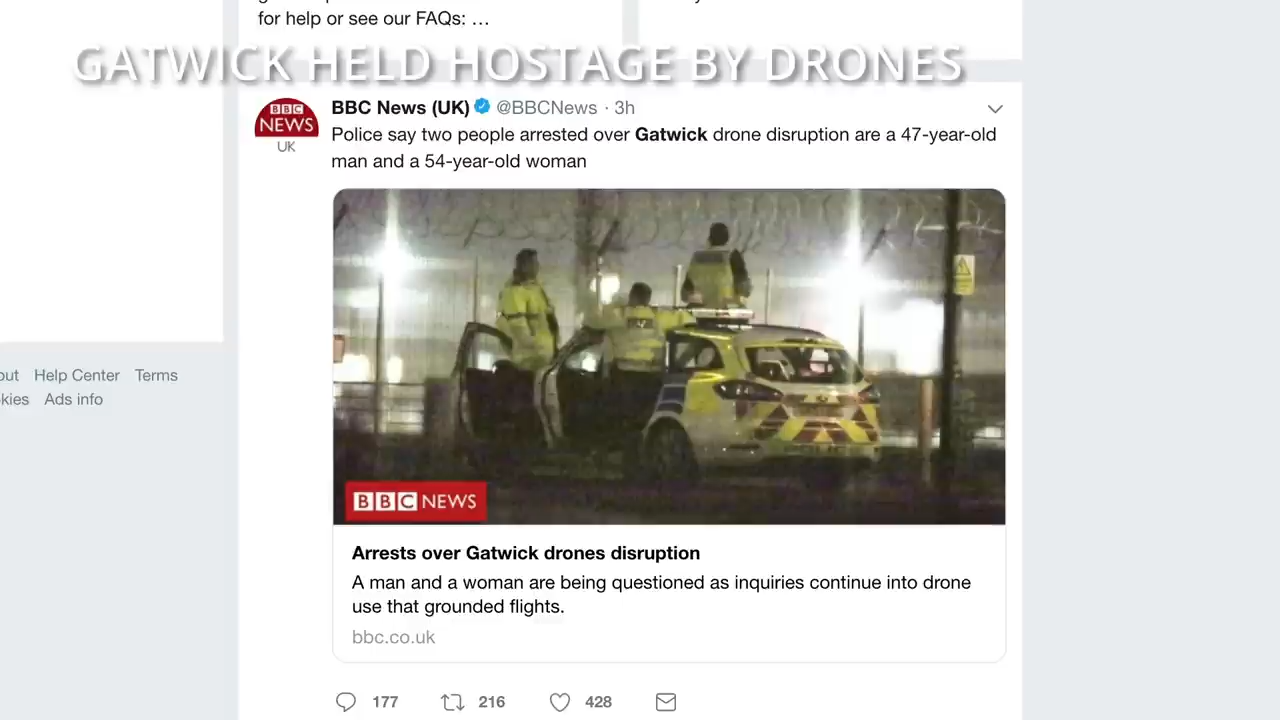 for help or see our FAQs: …
GATWICK HELD HOSTAGE BY DRONES
BBC News (UK) @BBCNews · 3h
BBC
NEWS
UK
Police say two people arrested over Gatwick drone disruption are a 47-year-old
man and a 54-year-old woman
out Help Center Terms
kies Ads info
BBC NEWS
Arrests over Gatwick drones disruption
A man and a woman are being questioned as inquiries continue into drone
use that grounded flights.
bbc.co.uk
177 216 428